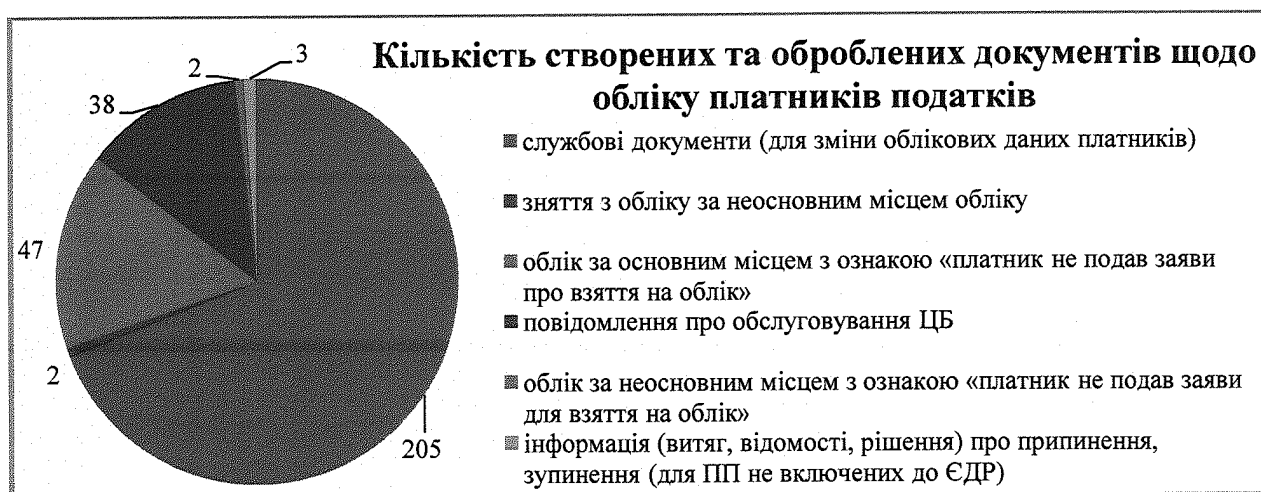 Кількість створених та оброблених документів щодо
обліку платників податків
2
3
38
47
2
205
службові документи (для зміни облікових даних платників)
зняття з обліку за неосновним місцем обліку
облік за основним місцем з ознакою «платник не подав заяви
про взяття на облік»
повідомлення про обслуговування ЦБ
облік за неосновним місцем з ознакою «платник не подав заяви
для взяття на облік»
інформація (витяг, відомості, рішення) про припинення,
зупинення (для ПП не включених до ЄДР)